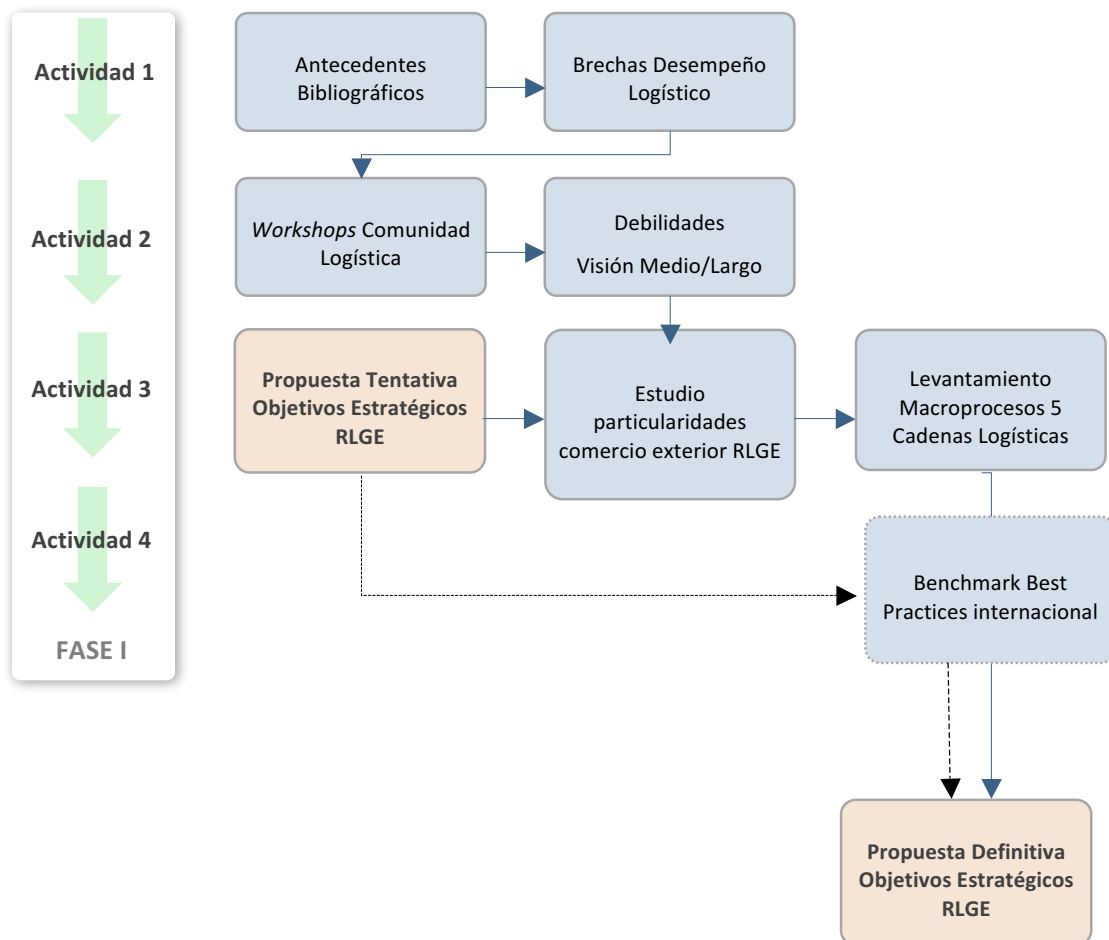 Actividad 1
Antecedentes
Bibliográficos
Brechas Desempeño
Logístico
Actividad 2
Workshops Comunidad
Logística
Debilidades
Visión Medio/Largo
Actividad 3
Propuesta Tentativa
Objetivos Estratégicos
RLGE
Estudio
particularidades
comercio exterior RLGE
Levantamiento
Macroprocesos 5
Cadenas Logísticas
Actividad 4
Benchmark Best
Practices internacional
FASE I
Propuesta Definitiva
Objetivos Estratégicos
RLGE